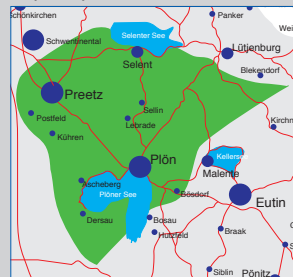 Schönkirchen
Panker
Schwentinental
Selenter See
Lütjenburg
Selent
Blekendorf
Preetz
Sellin
Postfeld
Lebrade
Kühren
Plön
Kellersee
Malente
Ascheberg
Plöner See
Bösdorf
Eutin
Dersau
Bosau
Hutzfeld
Braak
Siblin
Pönitz